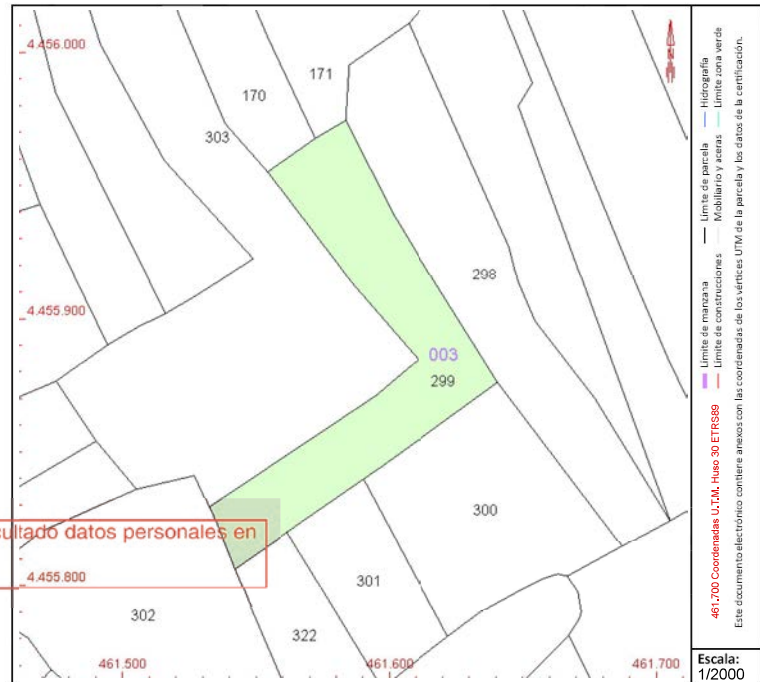 4.456.000
171
170
303
298
4.455.900
003
299
300
cultado datos personales en
4.455.800
301
302
322
461.500
461.600
461.700
Límite de manzana
Límite de parcela
Hidrografía
Límite de construcciones
Mobiliario y aceras
Límite zona verde
461.700 Coordenadas U.T.M. Huso 30 ETRS89
Este documento electrónico contiene anexos con las coordenadas de los vértices UTM de la parcela y los datos de la certificación.
Escala:
1/2000